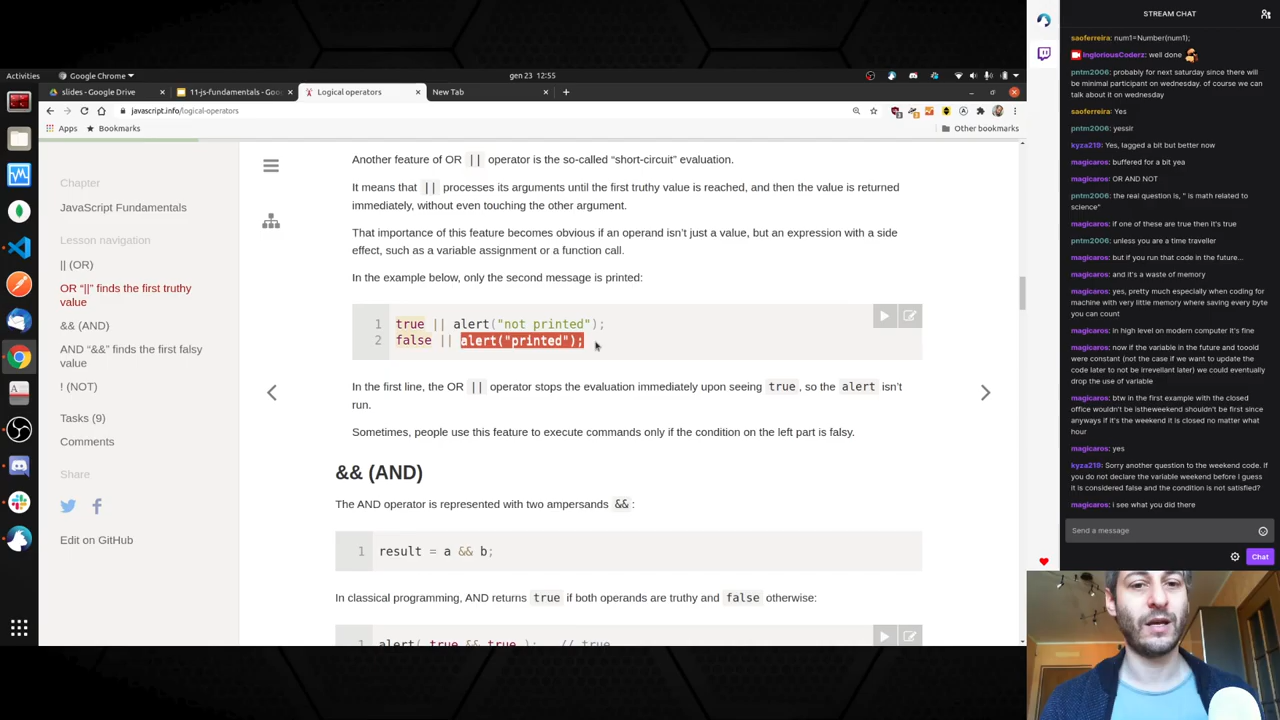 Activities
Google Chrome
gen 23 12:55
slides - Google Drive
11-js-fundamentals - Goo
Logical operators
New Tab
javascript.info/logical-operators
Apps
Bookmarks
Other bookmarks
Chapter
JavaScript Fundamentals
Lesson navigation
|| (OR)
OR “||” finds the first truthy
value
&& (AND)
AND “&&” finds the first falsy
value
! (NOT)
Tasks (9)
Comments
Share
Edit on GitHub
Another feature of OR || operator is the so-called “short-circuit” evaluation.
It means that || processes its arguments until the first truthy value is reached, and then the value is returned
immediately, without even touching the other argument.
That importance of this feature becomes obvious if an operand isn’t just a value, but an expression with a side
effect, such as a variable assignment or a function call.
In the example below, only the second message is printed:
1 true || alert("not printed");
2 false || alert("printed");
In the first line, the OR || operator stops the evaluation immediately upon seeing true, so the alert isn’t
run.
Sometimes, people use this feature to execute commands only if the condition on the left part is falsy.
&& (AND)
The AND operator is represented with two ampersands &&:
1 result = a && b;
In classical programming, AND returns true if both operands are truthy and false otherwise:
1 alert( true && true ); // true
STREAM CHAT
saoferreira: num1=Number(num1);
IngloriousCoderz: well done
pntm2006: probably for next saturday since there will
be minimal participant on wednesday. of course we can
talk about it on wednesday
saoferreira: Yes
pntm2006: yessir
kyza219: Yes, lagged a bit but better now
magicaros: buffered for a bit yea
magicaros: OR AND NOT
pntm2006: the real question is, " is math related to
science"
magicaros: if one of these are true then it's true
pntm2006: unless you are a time traveller
magicaros: but if you run that code in the future...
magicaros: and it's a waste of memory
magicaros: yes, pretty much especially when coding for
machine with very little memory where saving every byte
you can count
magicaros: In high level on modern computer it's fine
magicaros: now if the variable in the future and tooold
were constant (not the case if we want to update the
code later to not be irrevellant later) we could eventually
drop the use of variable
magicaros: btw in the first example with the closed
office wouldn't be istheweekend shouldn't be first since
anyways if it's the weekend it is closed no matter what
hour
magicaros: yes
kyza219: Sorry another question to the weekend code. if
you do not declare the variable weekend before I guess
it is considered false and the condition is not satisfied?
magicaros: i see what you did there
Send a message
Chat